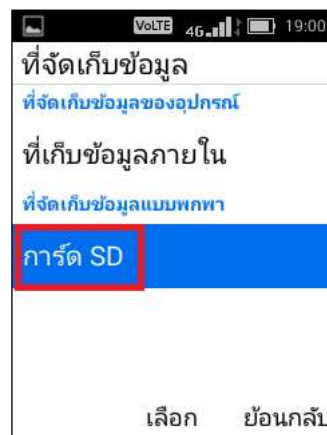 VoLTE 4G 19:00
ที่จัดเก็บข้อมูล
ที่จัดเก็บข้อมูลของอุปกรณ์
ที่เก็บข้อมูลภายใน
ที่จัดเก็บข้อมูลแบบพกพา
การ์ด SD
เลือก ย้อนกลับ